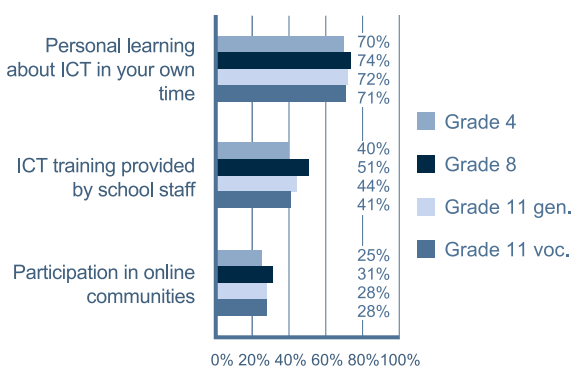 Personal learning
about ICT in your own
time
70%
74%
72%
71%
ICT training provided
by school staff
40%
51%
44%
41%
Participation in online
communities
25%
31%
28%
28%
0% 20% 40% 60% 80%100%
Grade 4
Grade 8
Grade 11 gen.
Grade 11 voc.